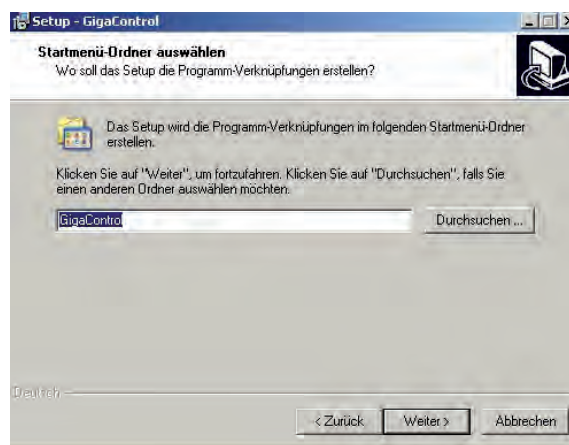 Setup - GigaControl
Startmenü-Ordner auswählen
Wo soll das Setup die Programm-Verknüpfungen erstellen?
Das Setup wird die Programm-Verknüpfungen im folgenden Startmenü-Ordner
erstellen.
Klicken Sie auf "Weiter", um fortzufahren. Klicken Sie auf "Durchsuchen", falls Sie
einen anderen Ordner auswählen möchten.
GigaControl
Durchsuchen ...
Deutsch
< Zurück
Weiter >
Abbrechen